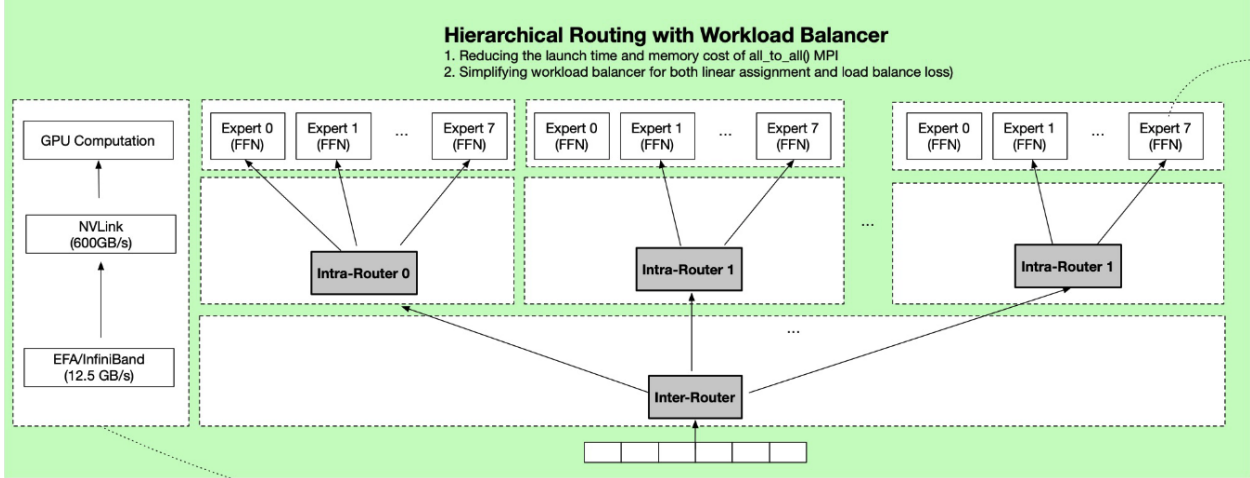 Hierarchical Routing with Workload Balancer
1. Reducing the launch time and memory cost of all_to_all() MPI
2. Simplifying workload balancer for both linear assignment and load balance loss)
GPU Computation
NVLink
(600GB/s)
EFA/InfiniBand
(12.5 GB/s)
Expert 0
(FFN)
Expert 1
(FFN)
...
Expert 7
(FFN)
Expert 0
(FFN)
Expert 1
(FFN)
...
Expert 7
(FFN)
Expert 0
(FFN)
Expert 1
(FFN)
...
Expert 7
(FFN)
Intra-Router 0
Intra-Router 1
...
Intra-Router 1
...
Inter-Router